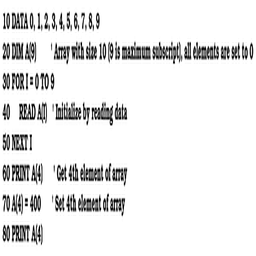 10 DATA 0, 1, 2, 3, 4, 5, 6, 7, 8, 9
20 DIM A(9) ' Array with size 10 (9 is maximum subscript), all elements are set to 0
30 FOR I = 0 TO 9
40 READ A(I) ' Initialize by reading data
50 NEXT I
60 PRINT A(4) ' Get 4th element of array
70 A(4) = 400 ' Set 4th element of array
80 PRINT A(4)